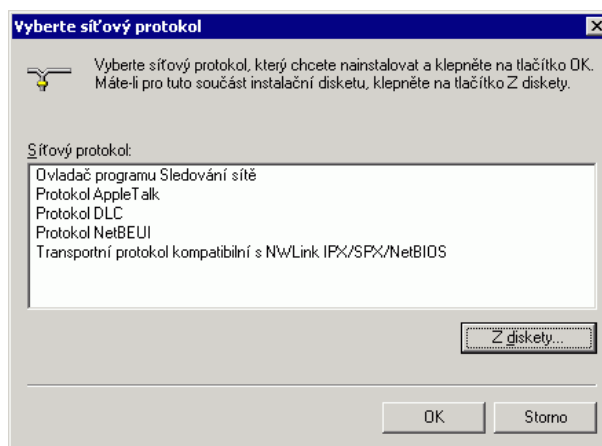 Vyberte síťový protokol
Vyberte síťový protokol, který chcete nainstalovat a klepněte na tlačítko OK.
Máte-li pro tuto součást instalační disketu, klepněte na tlačítko Z diskety.
Síťový protokol:
Ovladač programu Sledování sítě
Protokol AppleTalk
Protokol DLC
Protokol NetBEUI
Transportní protokol kompatibilní s NWLink IPX/SPX/NetBIOS
Z diskety...
OK
Storno